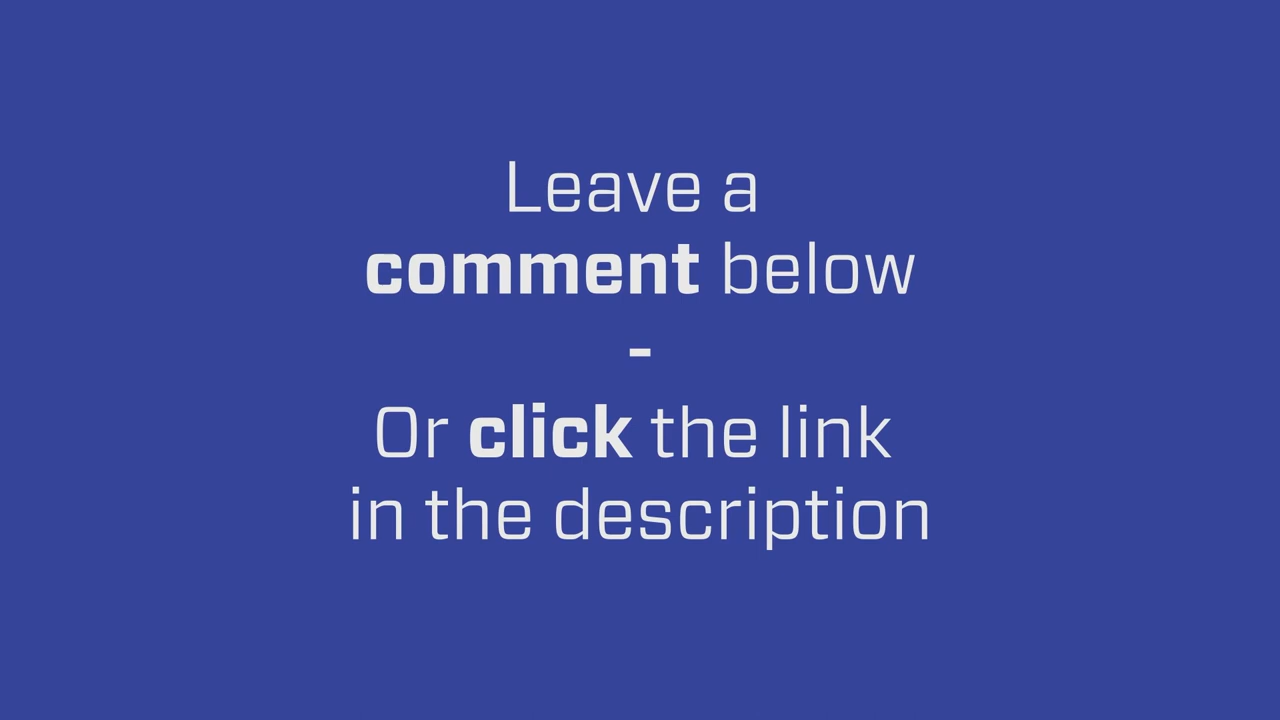 Leave a
comment below
-
Or click the link
in the description